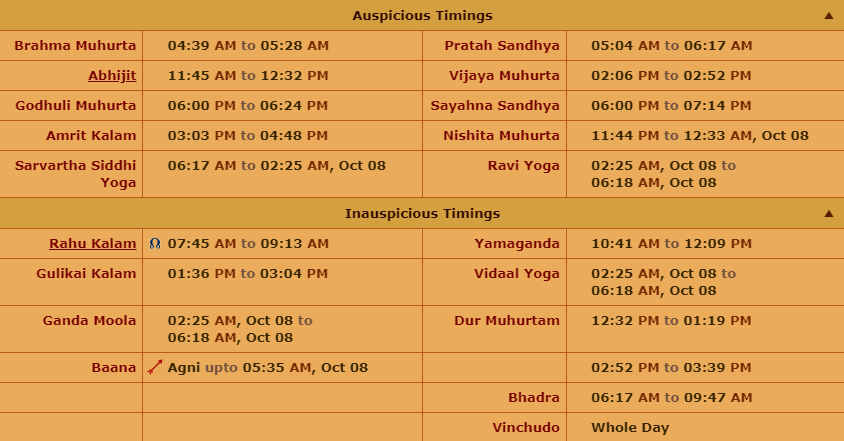 Auspicious Timings ▲
Brahma Muhurta 04:39 AM to 05:28 AM Pratah Sandhya 05:04 AM to 06:17 AM
Abhijit 11:45 AM to 12:32 PM Vijaya Muhurta 02:06 PM to 02:52 PM
Godhuli Muhurta 06:00 PM to 06:24 PM Sayahna Sandhya 06:00 PM to 07:14 PM
Amrit Kalam 03:03 PM to 04:48 PM Nishita Muhurta 11:44 PM to 12:33 AM, Oct 08
Sarvartha Siddhi 06:17 AM to 02:25 AM, Oct 08 Ravi Yoga 02:25 AM, Oct 08 to
Yoga 06:18 AM, Oct 08
Inauspicious Timings ▲
Rahu Kalam 07:45 AM to 09:13 AM Yamaganda 10:41 AM to 12:09 PM
Gulikai Kalam 01:36 PM to 03:04 PM Vidaal Yoga 02:25 AM, Oct 08 to
06:18 AM, Oct 08
Ganda Moola 02:25 AM, Oct 08 to Dur Muhurtam 12:32 PM to 01:19 PM
06:18 AM, Oct 08
Baana Agni upto 05:35 AM, Oct 08 02:52 PM to 03:39 PM
Bhadra 06:17 AM to 09:47 AM
Vinchudo Whole Day